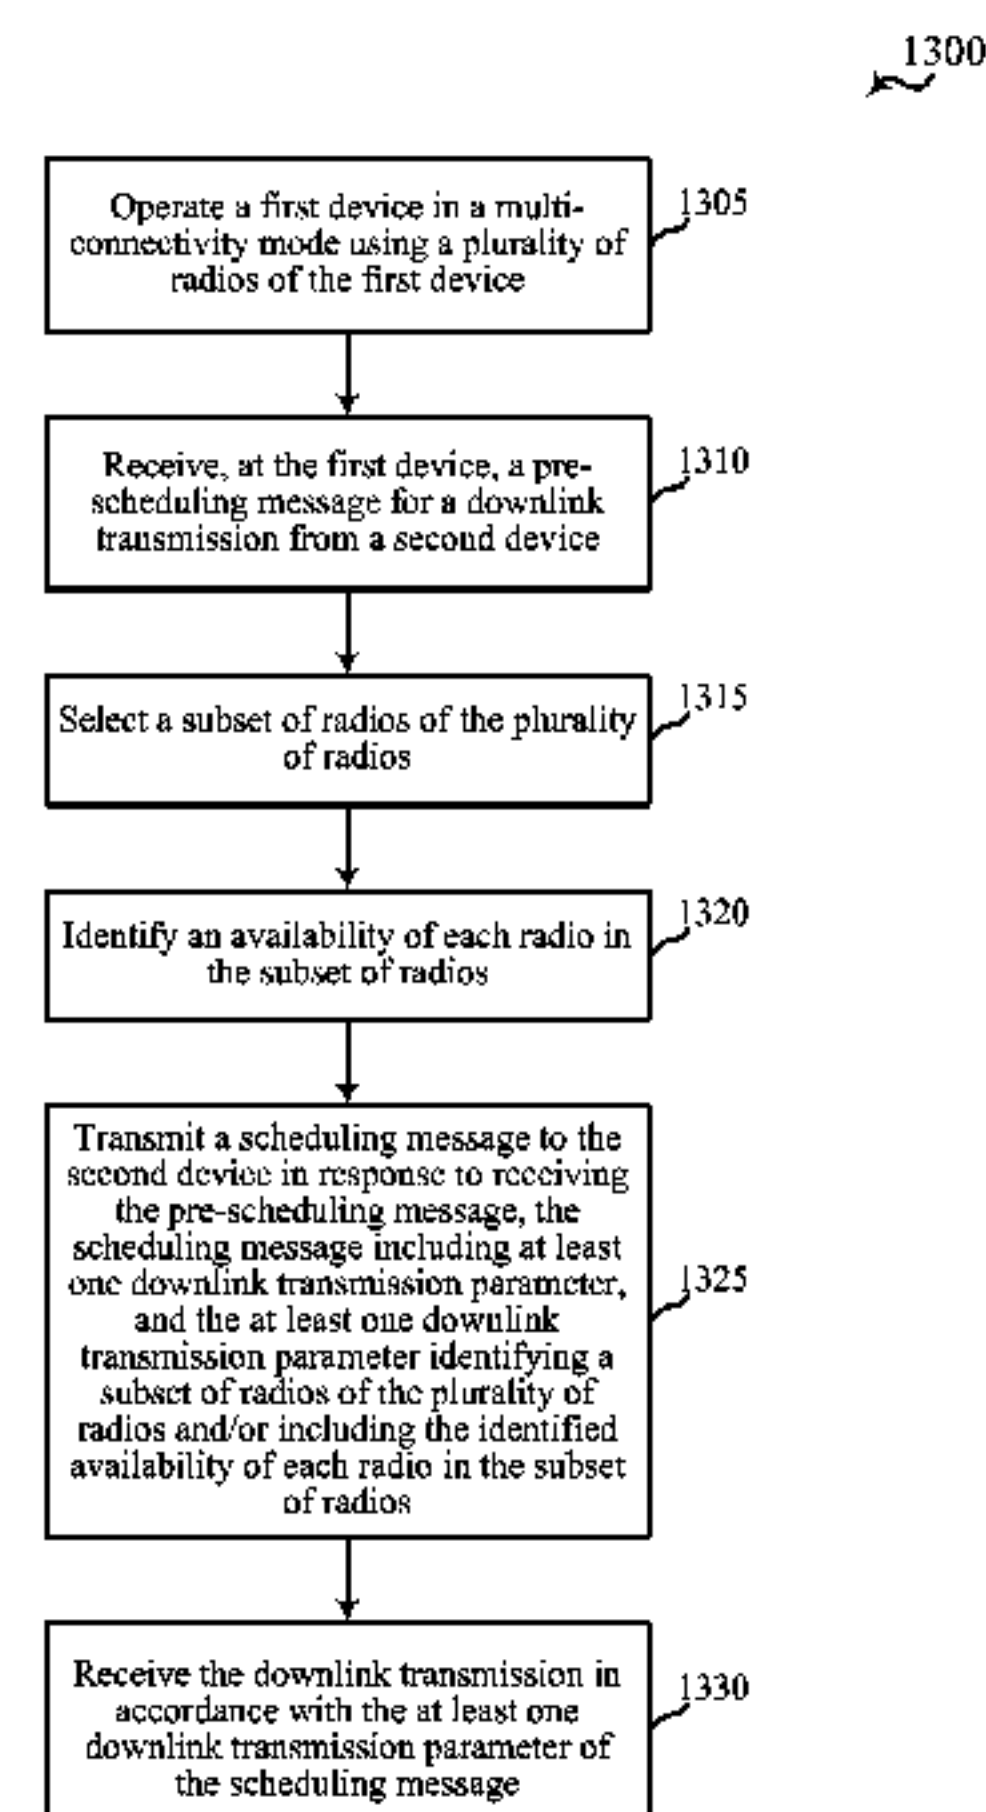 1300
Operate a first device in a multi-
connectivity mode using a plurality of
radios of the first device
1305
Receive, at the first device, a pre-
scheduling message for a downlink
transmission from a second device
1310
Select a subset of radios of the plurality
of radios
1315
Identify an availability of each radio in
the subset of radios
1320
Transmit a scheduling message to the
second device in response to receiving
the pre-scheduling message, the
scheduling message including at least
one downlink transmission parameter,
and the at least one downlink
transmission parameter identifying a
subset of radios of the plurality of
radios and/or including the identified
availability of each radio in the subset
of radios
1325
Receive the downlink transmission in
accordance with the at least one
downlink transmission parameter of
the scheduling message
1330